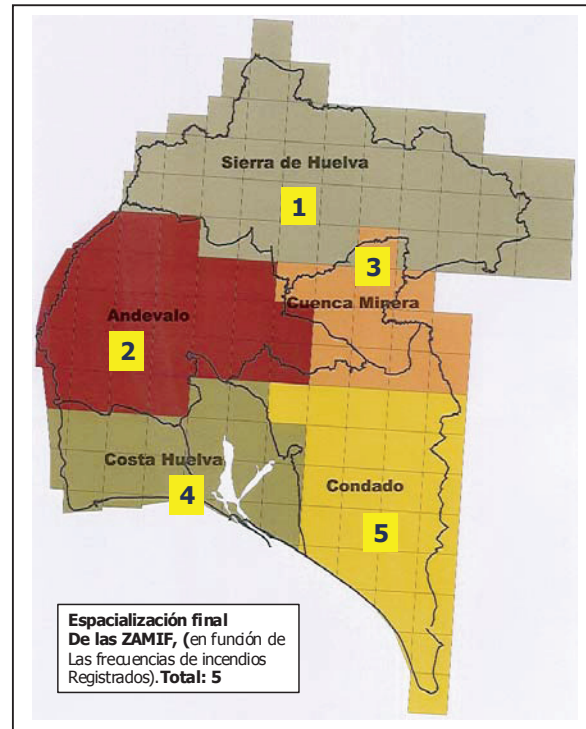 Sierra de Huelva
1
3
Cuenca Minera
Andevalo
2
Costa Huelva
4
Condado
5
Espacialización final
De las ZAMIF, (en función de
Las frecuencias de incendios
Registrados). Total: 5